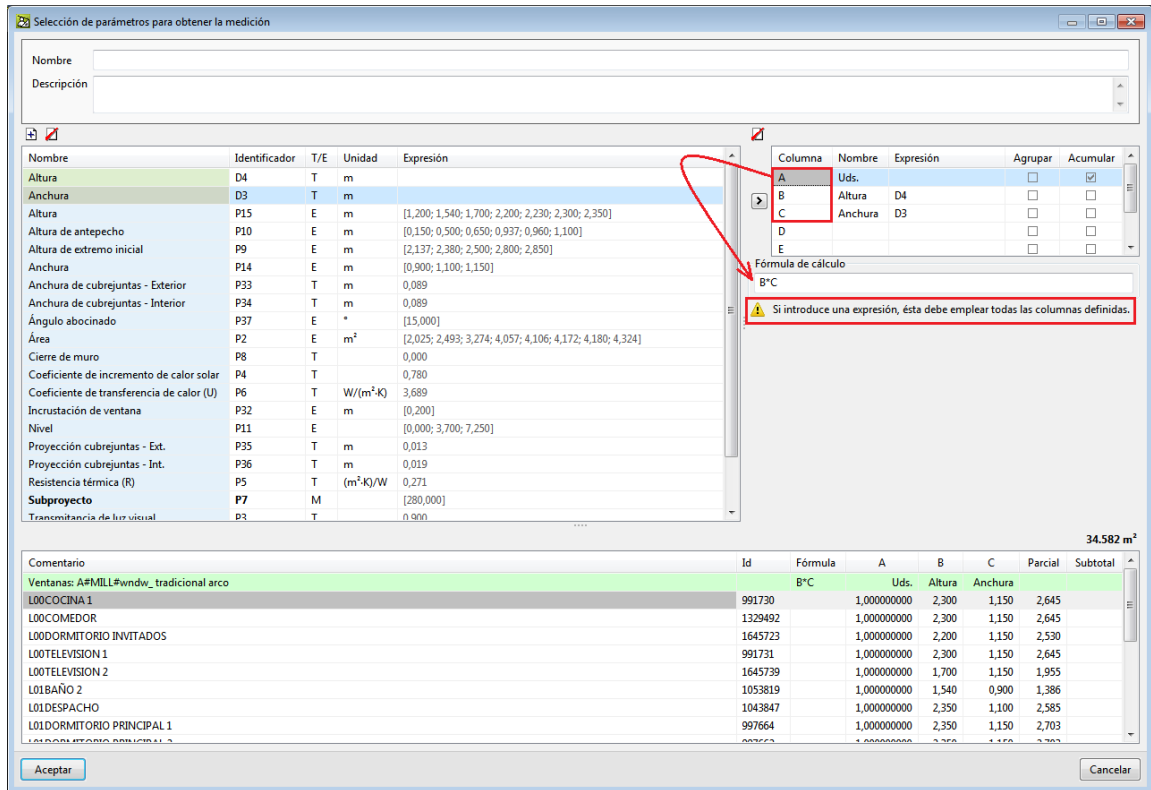 Selección de parámetros para obtener la medición
Nombre
Descripción
Nombre Identificador T/E Unidad Expresión
Altura D4 T m
Anchura D3 T m
Altura P15 E m [1,200; 1,540; 1,700; 2,200; 2,230; 2,300; 2,350]
Altura de antepecho P10 E m [0,150; 0,500; 0,650; 0,937; 0,960; 1,100]
Altura de extremo inicial P9 E m [2,137; 2,380; 2,500; 2,800; 2,850]
Anchura P14 E m [0,900; 1,100; 1,150]
Anchura de cubrejuntas - Exterior P33 T m 0,089
Anchura de cubrejuntas - Interior P34 T m 0,089
Ángulo abocinado P37 E ° [15,000]
Área P2 E m² [2,025; 2,493; 3,274; 4,057; 4,106; 4,172; 4,180; 4,324]
Cierre de muro P8 T 0,000
Coeficiente de incremento de calor solar P4 T 0,780
Coeficiente de transferencia de calor (U) P6 T W/(m²·K) 3,689
Incrustación de ventana P32 E m [0,200]
Nivel P11 E [0,000; 3,700; 7,250]
Proyección cubrejuntas - Ext. P35 T m 0,013
Proyección cubrejuntas - Int. P36 T m 0,019
Resistencia térmica (R) P5 T (m²·K)/W 0,271
Subproyecto P7 M [280,000]
Transmitancia de luz visual P3 T 0,900
Columna Nombre Expresión Agrupar Acumular
A Uds.
B Altura D4
C Anchura D3
D
E
Fórmula de cálculo
B*C
Si introduce una expresión, ésta debe emplear todas las columnas definidas.
34.582 m²
Comentario Id Fórmula A B C Parcial Subtotal
Ventanas: A#MILL#wndw_ tradicional arco B*C Uds. Altura Anchura
L00COCINA 1 991730 1,000000000 2,300 1,150 2,645
L00COMEDOR 1329492 1,000000000 2,300 1,150 2,645
L00DORMITORIO INVITADOS 1645723 1,000000000 2,200 1,150 2,530
L00TELEVISION 1 991731 1,000000000 2,300 1,150 2,645
L00TELEVISION 2 1645739 1,000000000 1,700 1,150 1,955
L01BAÑO 2 1053819 1,000000000 1,540 0,900 1,386
L01DESPACHO 1043847 1,000000000 2,350 1,100 2,585
L01DORMITORIO PRINCIPAL 1 997664 1,000000000 2,350 1,150 2,703
Aceptar
Cancelar